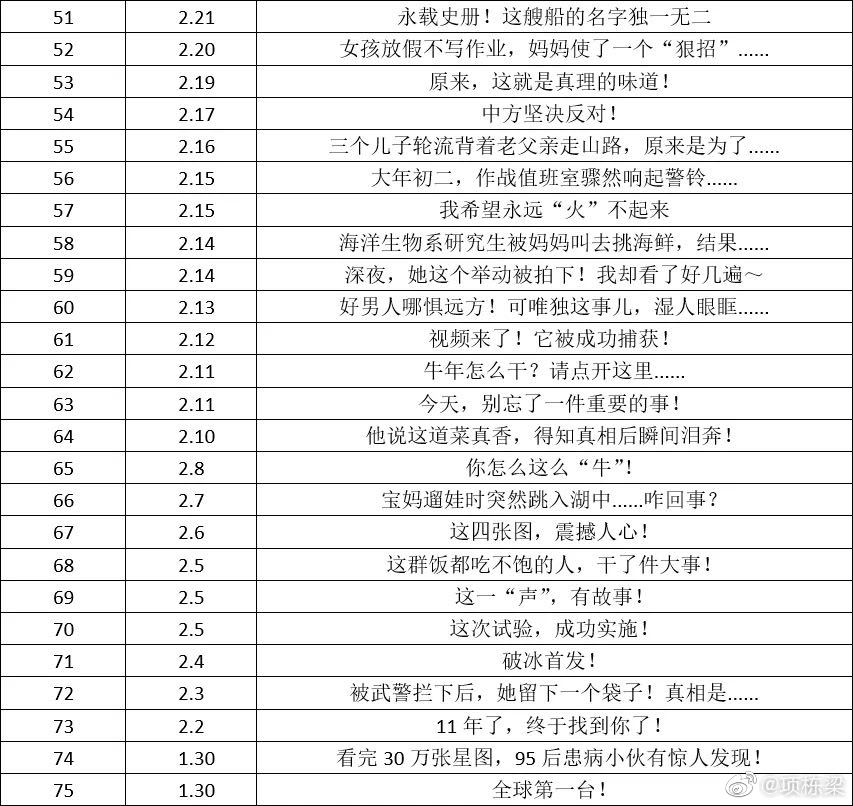 51 2.21 永载史册！这艘船的名字独一无二
52 2.20 女孩放假不写作业，妈妈使了一个“狠招”……
53 2.19 原来，这就是真理的味道！
54 2.17 中方坚决反对！
55 2.16 三个儿子轮流背着老父亲走山路，原来是为了……
56 2.15 大年初二，作战值班室骤然响起警铃……
57 2.15 我希望永远“火”不起来
58 2.14 海洋生物系研究生被妈妈叫去挑海鲜，结果……
59 2.14 深夜，她这个举动被拍下！我却看了好几遍～
60 2.13 好男人哪惧远方！可唯独这事儿，湿人眼眶……
61 2.12 视频来了！它被成功捕获！
62 2.11 牛年怎么干？请点开这里……
63 2.11 今天，别忘了一件重要的事！
64 2.10 他说这道菜真香，得知真相后瞬间泪奔！
65 2.8 你怎么这么“牛”！
66 2.7 宝妈遛娃时突然跳入湖中……咋回事？
67 2.6 这四张图，震撼人心！
68 2.5 这群饭都吃不饱的人，干了件大事！
69 2.5 这一“声”，有故事！
70 2.5 这次试验，成功实施！
71 2.4 破冰首发！
72 2.3 被武警拦下后，她留下一个袋子！真相是……
73 2.2 11年了，终于找到你了！
74 1.30 看完30万张星图，95后患病小伙有惊人发现！
75 1.30 全球第一台！
@项栋梁